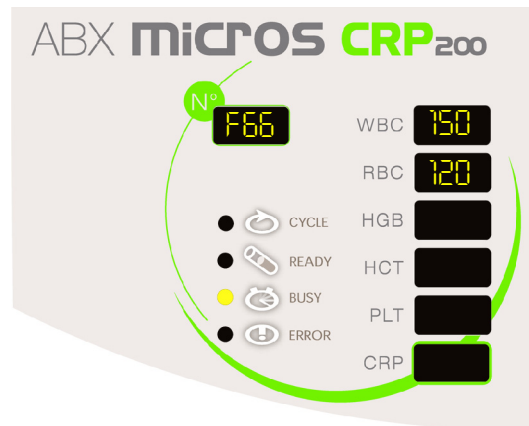 ABX micros CRP200
N°
F66
WBC 150
RBC 120
HGB
HCT
PLT
CRP
CYCLE
READY
BUSY
ERROR